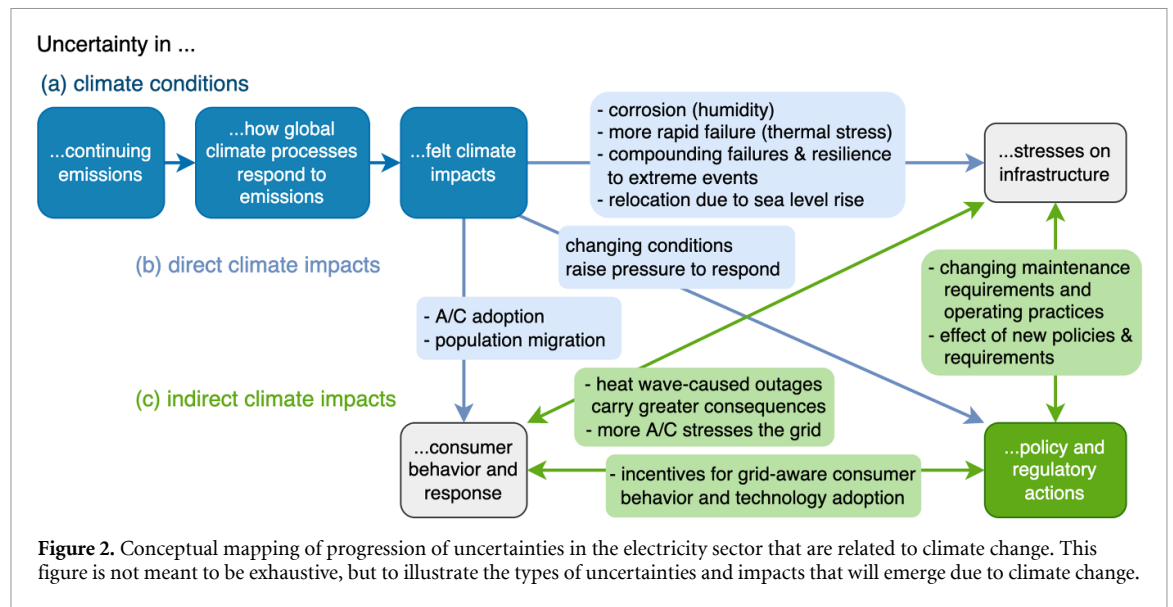 Uncertainty in ...
(a) climate conditions
...continuing
emissions
...how global
climate processes
respond to
emissions
...felt climate
impacts
- corrosion (humidity)
- more rapid failure (thermal stress)
- compounding failures & resilience
to extreme events
- relocation due to sea level rise
...stresses on
infrastructure
(b) direct climate impacts
changing conditions
raise pressure to respond
- changing maintenance
requirements and
operating practices
- effect of new policies &
requirements
- A/C adoption
- population migration
(c) indirect climate impacts
- heat wave-caused outages
carry greater consequences
- more A/C stresses the grid
...consumer
behavior and
response
- incentives for grid-aware consumer
behavior and technology adoption
...policy and
regulatory
actions
Figure 2. Conceptual mapping of progression of uncertainties in the electricity sector that are related to climate change. This
figure is not meant to be exhaustive, but to illustrate the types of uncertainties and impacts that will emerge due to climate change.